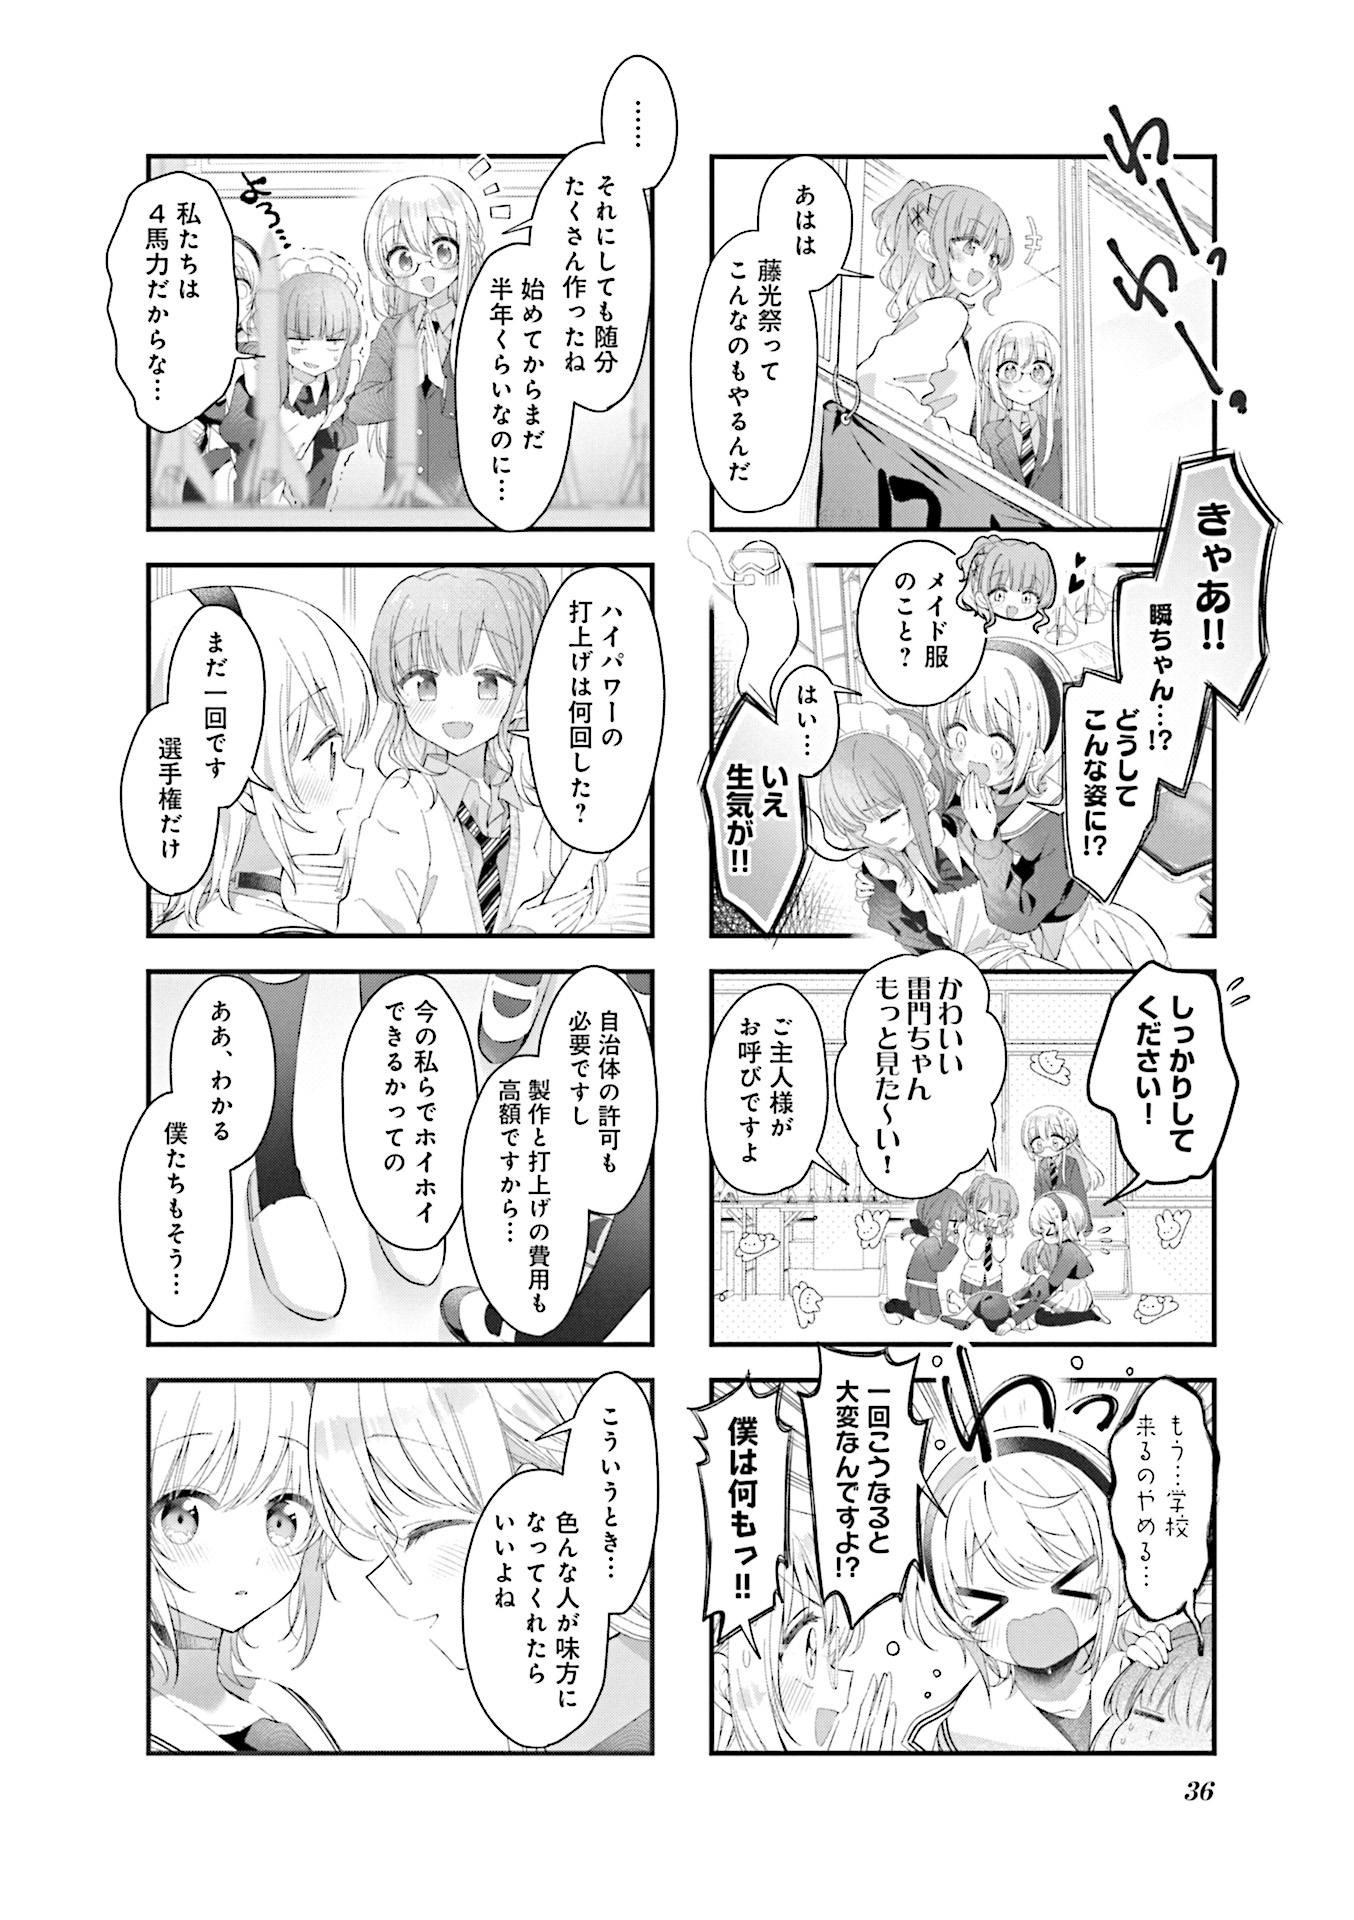 わーーっ
わーー。
あはは
藤光祭って
こんなのもやるんだ
きゃあ!!
瞬ちゃん…!?
どうして
こんな姿に!?
メイド服
のこと?
はい…
いえ
生気が!!
しっかりして
ください!
かわいい
雷門ちゃん
もっと見た〜い!
ご主人様が
お呼びですよ
もう…学校
来るのやめる…
わっ
一回こうなると
大変なんですよ!?
僕は何もっ!!
……
それにしても随分
たくさん作ったね
始めてからまだ
半年くらいなのに…
よろ…
私たちは
4馬力だからな…
ハイパワーの
打上げは何回した?
まだ一回です
選手権だけ
自治体の許可も
必要ですし
製作と打上げの費用も
高額ですから…
今の私らでホイホイ
できるかっての
ああ、わかる
僕たちもそう…
こういうとき…
色んな人が味方に
なってくれたら
いいよね
36